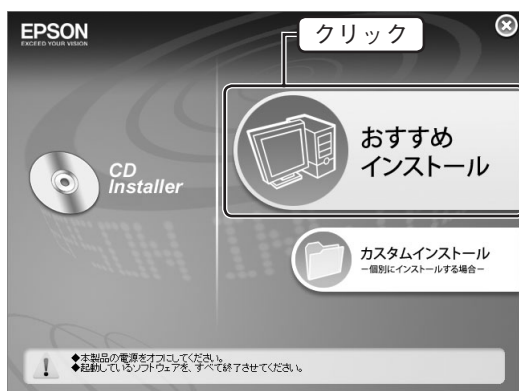 EPSON
EXCEED YOUR VISION
クリック
おすすめ
インストール
CD
Installer
カスタムインストール
－個別にインストールする場合－
◆本製品の電源をオフにしてください。
◆起動しているソフトウェアを、すべて終了させてください。